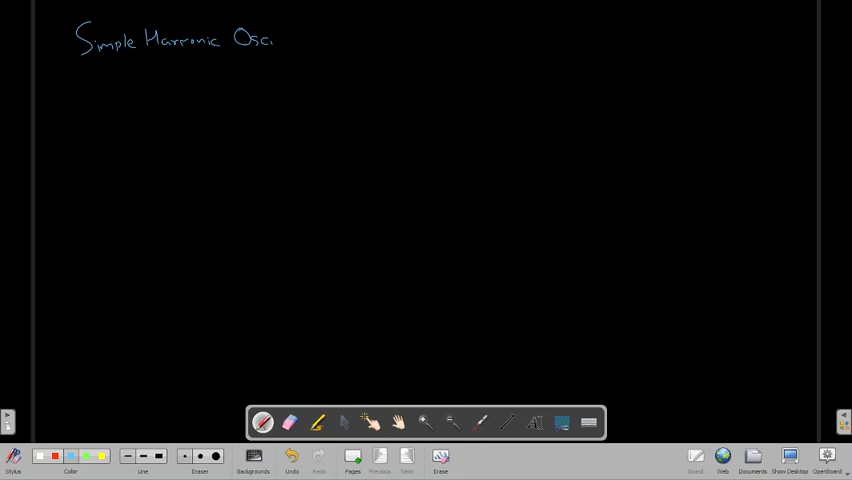 Simple Harmonic Osci
Stylus
Color
Line
Eraser
Backgrounds
Undo
Redo
Pages
Previous
Next
Erase
Board
Web
Documents
Show Desktop
OpenBoard